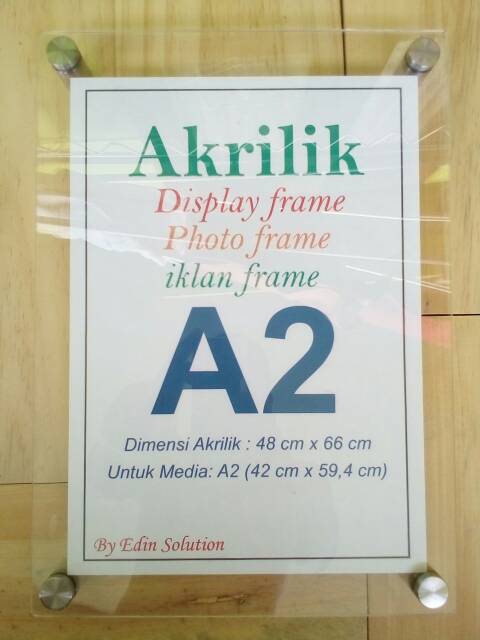 Akrilik
Display frame
Photo frame
iklan frame
A2
Dimensi Akrilik : 48 cm x 66 cm
Untuk Media: A2 (42 cm x 59,4 cm)
By Edin Solution